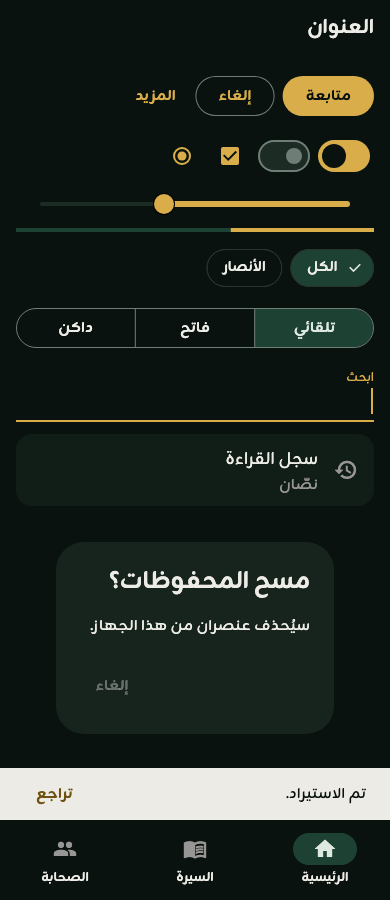 العنوان
متابعة
إلغاء
المزيد
الكل
الأنصار
تلقائي
فاتح
داكن
ابحث
سجل القراءة
نصّان
مسح المحفوظات؟
سيُحذف عنصران من هذا الجهاز.
إلغاء
تم الاستيراد.
تراجع
الرئيسية
السيرة
الصحابة